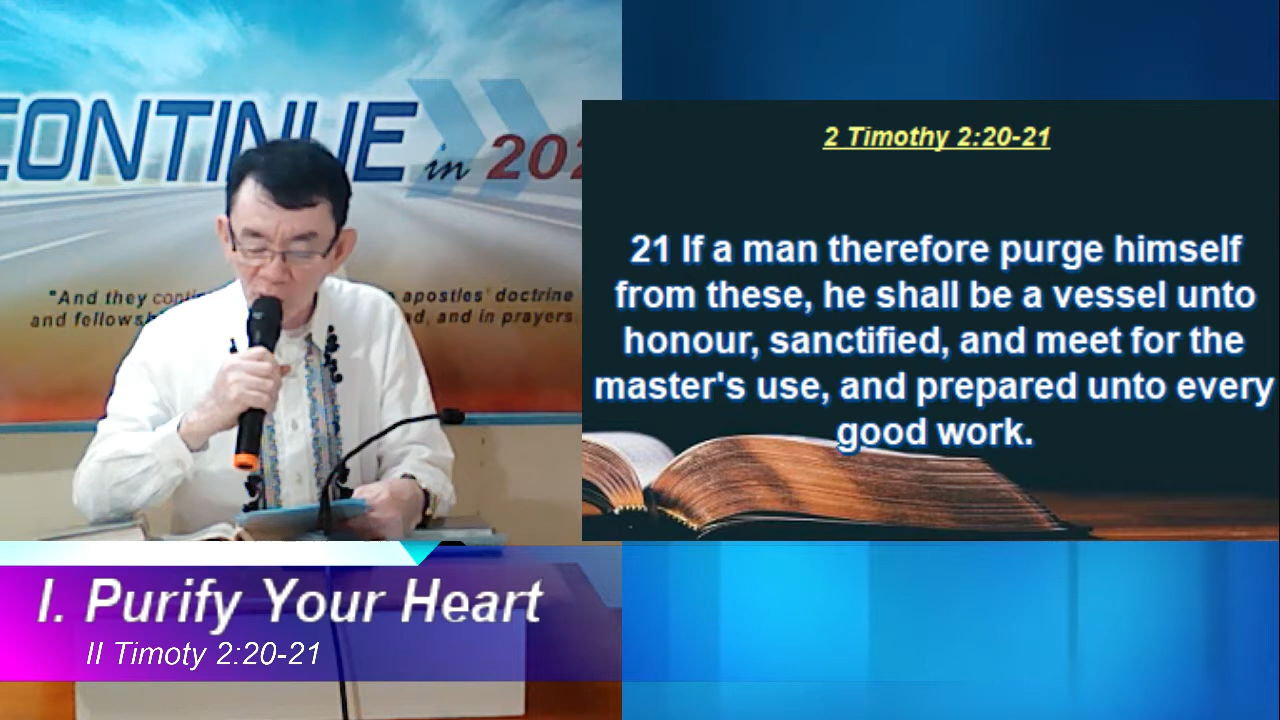 CONTINUE
in 202
"And they
apostles' doctrine
and fellows
ad, and in prayers
2 Timothy 2:20-21
21 If a man therefore purge himself
from these, he shall be a vessel unto
honour, sanctified, and meet for the
master's use, and prepared unto every
good work.
I. Purify Your Heart
II Timoty 2:20-21